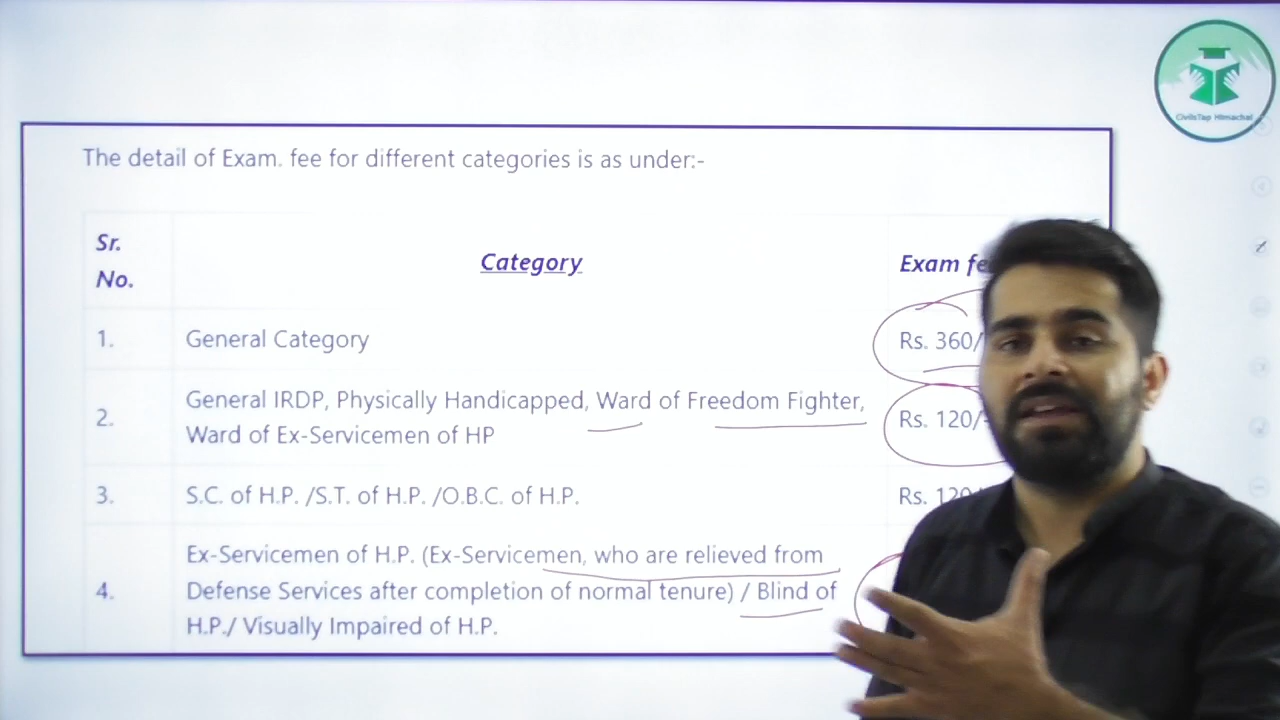 CivilsTap Himachal
The detail of Exam. fee for different categories is as under:-
Sr.
No.
Category
Exam
1.
General Category
Rs. 360/
2.
General IRDP, Physically Handicapped, Ward of Freedom Fighter,
Ward of Ex-Servicemen of HP
Rs. 120/-
3.
S.C. of H.P. /S.T. of H.P. /O.B.C. of H.P.
Rs. 120
4.
Ex-Servicemen of H.P. (Ex-Servicemen, who are relieved from
Defense Services after completion of normal tenure) / Blind of
H.P./ Visually Impaired of H.P.